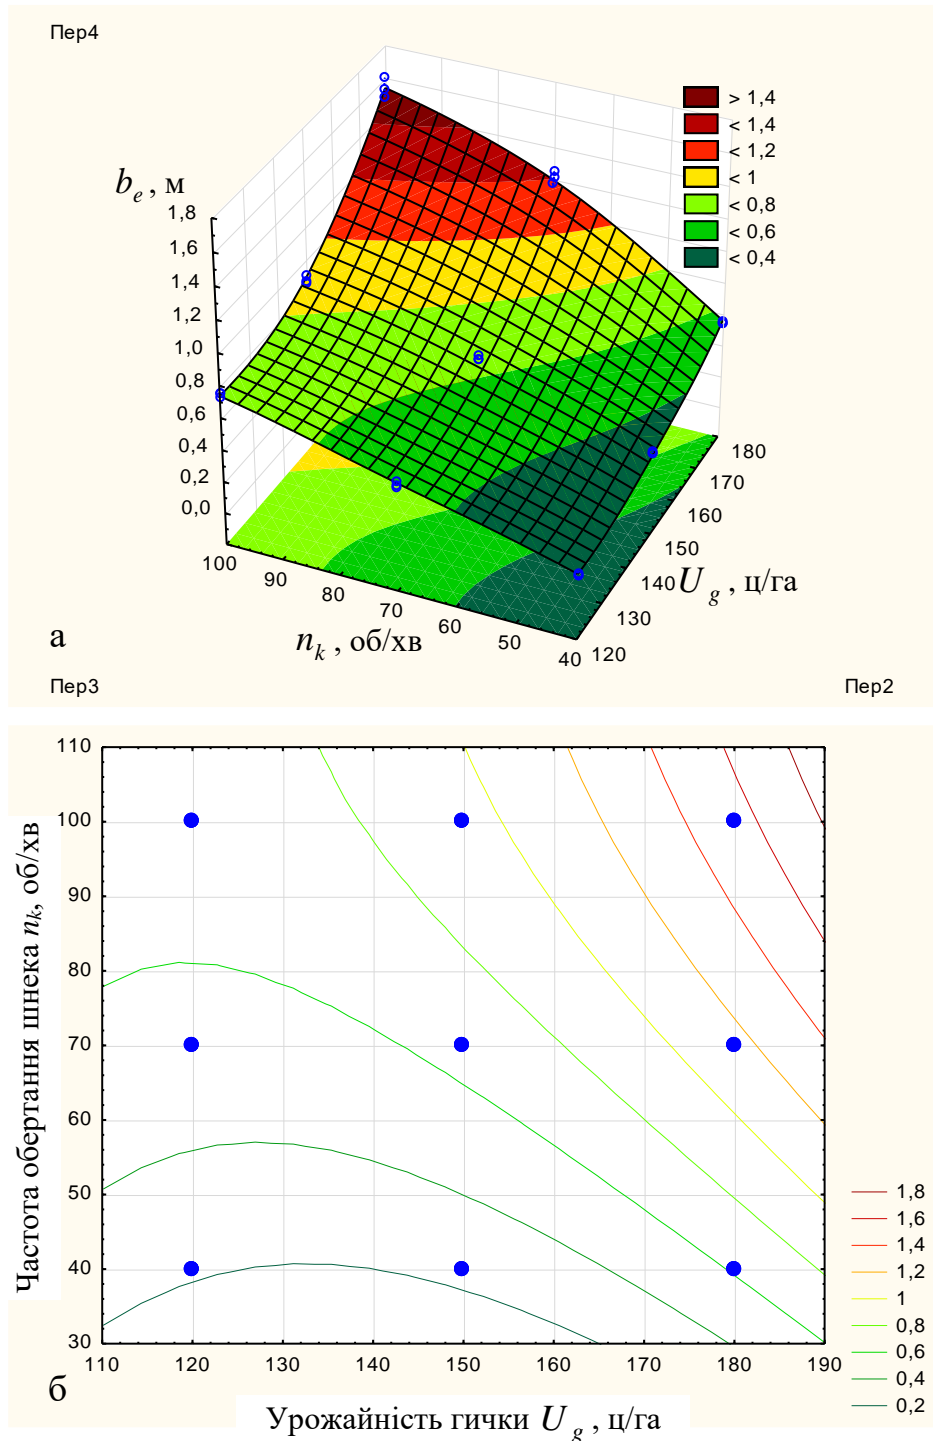 Пер4
> 1,4
< 1,4
< 1,2
< 1
< 0,8
< 0,6
< 0,4
b_e , м
1,8
1,6
1,4
1,2
1,0
0,8
0,6
0,4
0,2
0,0
100 90 80 70 60 50 40
120 130 140 150 160 170 180
U_g , ц/га
n_k , об/хв
а
Пер3 Пер2
110
100
90
80
70
60
50
40
30
Частота обертання шнека n_k, об/хв
110 120 130 140 150 160 170 180 190
1,8
1,6
1,4
1,2
1
0,8
0,6
0,4
0,2
б
Урожайність гички U_g , ц/га